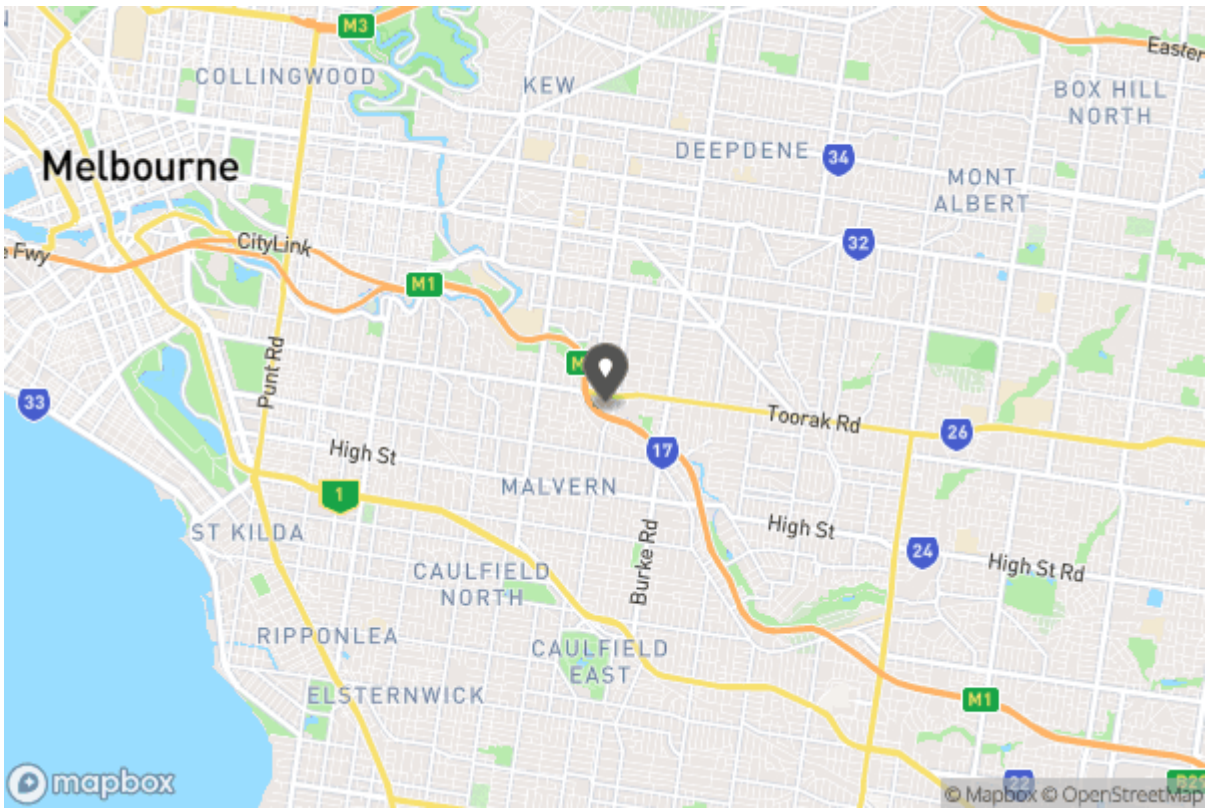 M3
Easter
COLLINGWOOD
KEW
BOX HILL
NORTH
Melbourne
DEEPDENE
34
MONT
ALBERT
CityLink
32
e Fwy
M1
Punt Rd
M
33
Toorak Rd
26
17
High St
MALVERN
1
High St
ST KILDA
24
High St Rd
Burke Rd
CAULFIELD
NORTH
RIPPONLEA
CAULFIELD
EAST
ELSTERNWICK
M1
mapbox
22
© Mapbox © OpenStreetMap